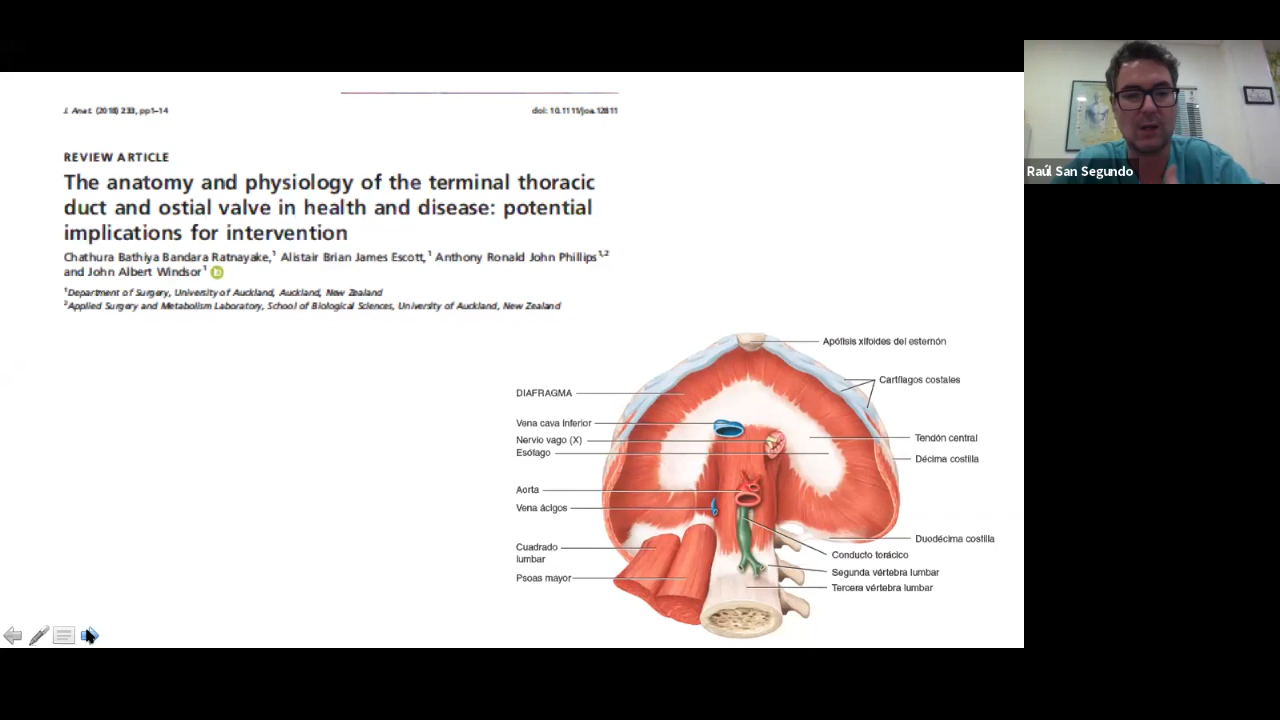 J. Anat. (2018) 233, pp1–14
doi: 10.1111/joa.12811
REVIEW ARTICLE
The anatomy and physiology of the terminal thoracic
duct and ostial valve in health and disease: potential
implications for intervention
Chathura Bathiya Bandara Ratnayake,1 Alistair Brian James Escott,1 Anthony Ronald John Phillips1,2
and John Albert Windsor1
1Department of Surgery, University of Auckland, Auckland, New Zealand
2Applied Surgery and Metabolism Laboratory, School of Biological Sciences, University of Auckland, New Zealand
Raúl San Segundo
Apófisis xifoides del esternón
Cartílagos costales
DIAFRAGMA
Vena cava inferior
Nervio vago (X)
Esófago
Aorta
Vena ácigos
Cuadrado
lumbar
Psoas mayor
Tendón central
Décima costilla
Duodécima costilla
Conducto torácico
Segunda vértebra lumbar
Tercera vértebra lumbar